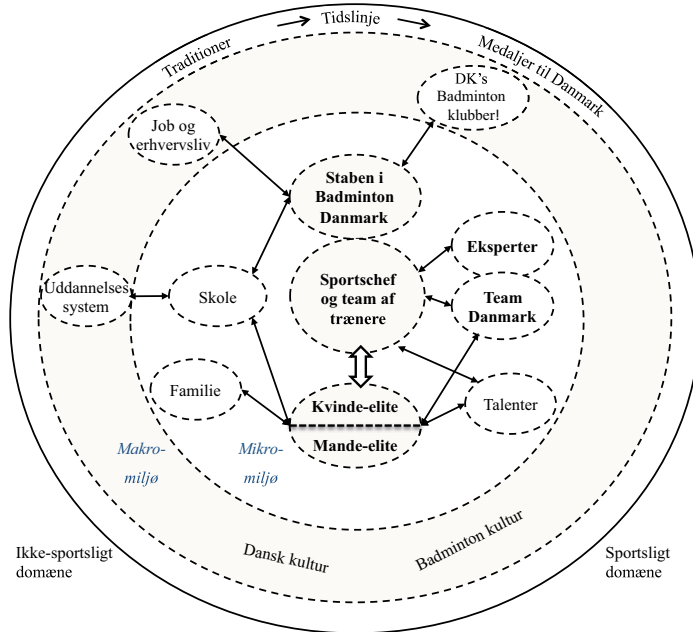 Tidslinje
Traditioner
Medaljer til Danmark
DK's
Badminton
klubber!
Job og
erhvervsliv
Staben i
Badminton
Danmark
Eksperter
Sportschef
og team af
trænere
Uddannelses
system
Skole
Team
Danmark
Familie
Kvinde-elite
Talenter
Mande-elite
Makro-
miljø
Mikro-
miljø
Ikke-sportsligt
domæne
Dansk kultur
Badminton kultur
Sportsligt
domæne